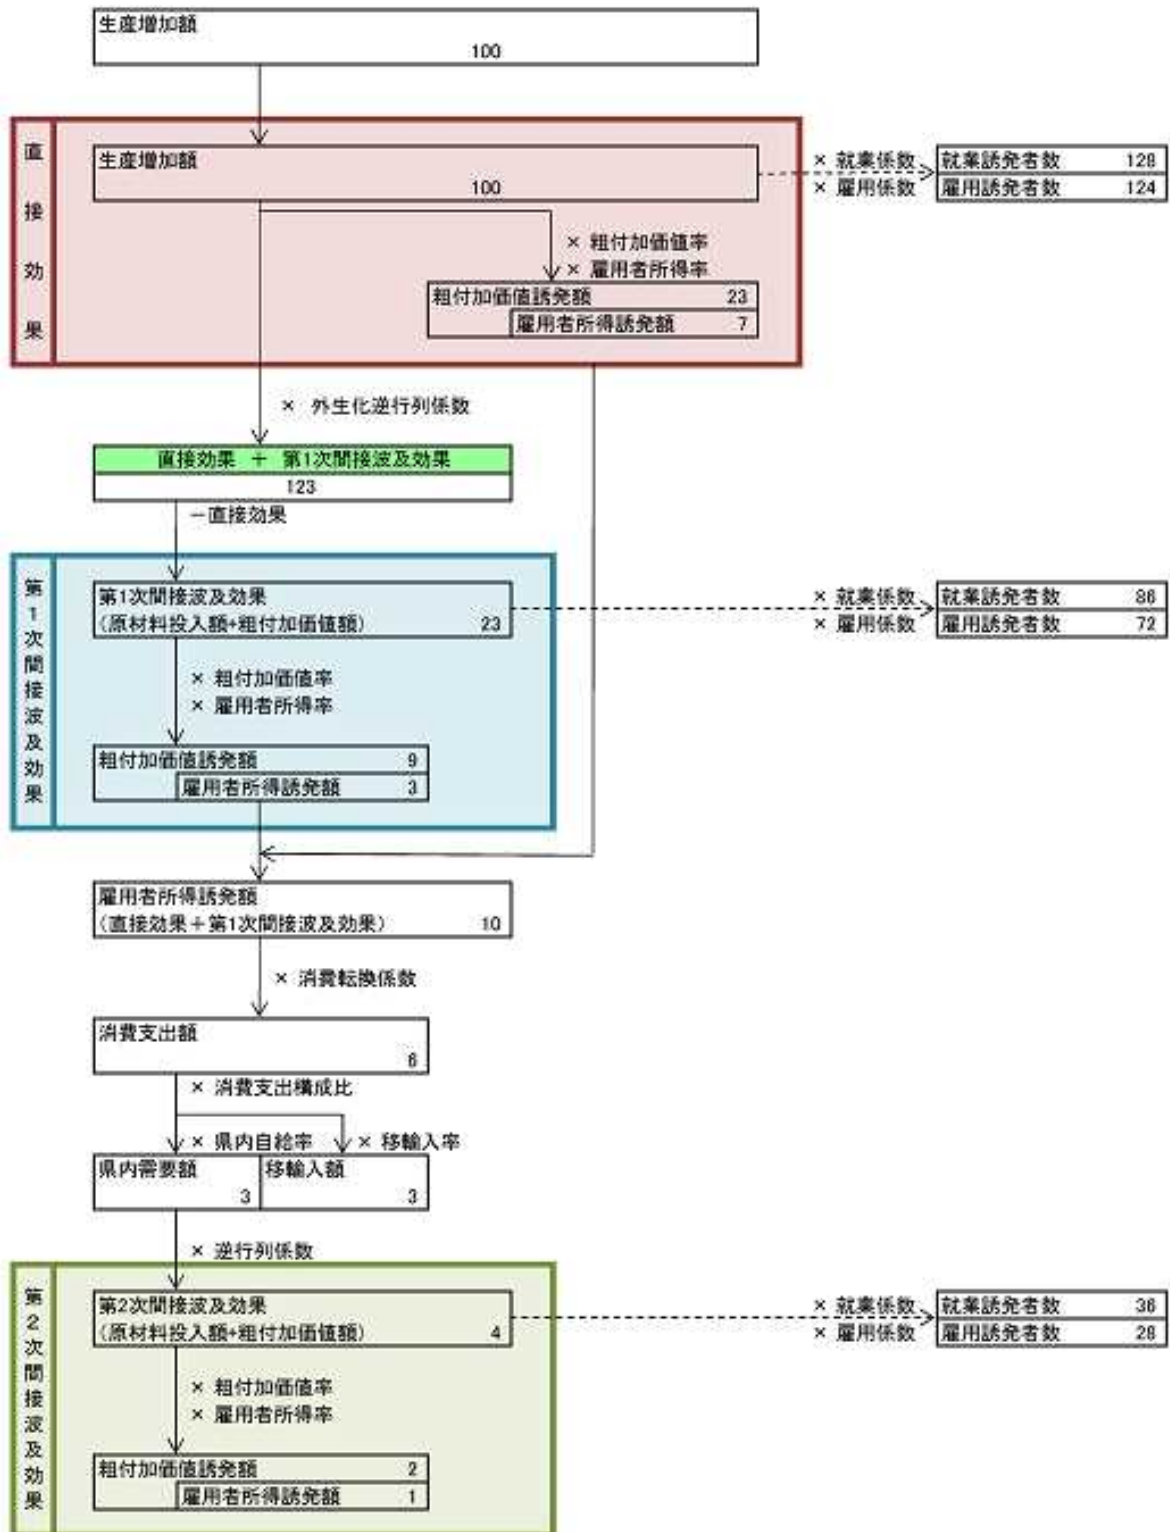 生産増加額
100
直接効果
生産増加額
100
× 就業係数
× 雇用係数
就業誘発者数 128
雇用誘発者数 124
× 粗付加価値率
× 雇用者所得率
粗付加価値誘発額 23
雇用者所得誘発額 7
× 外生化逆行列係数
直接効果 + 第1次間接波及効果
123
-直接効果
第1次間接波及効果
第1次間接波及効果
(原材料投入額+粗付加価値額) 23
× 就業係数
× 雇用係数
就業誘発者数 86
雇用誘発者数 72
× 粗付加価値率
× 雇用者所得率
粗付加価値誘発額 9
雇用者所得誘発額 3
雇用者所得誘発額
(直接効果+第1次間接波及効果) 10
× 消費転換係数
消費支出額
6
× 消費支出構成比
× 県内自給率 × 移輸入率
県内需要額 移輸入額
3 3
× 逆行列係数
第2次間接波及効果
第2次間接波及効果
(原材料投入額+粗付加価値額) 4
× 就業係数
× 雇用係数
就業誘発者数 36
雇用誘発者数 28
× 粗付加価値率
× 雇用者所得率
粗付加価値誘発額 2
雇用者所得誘発額 1